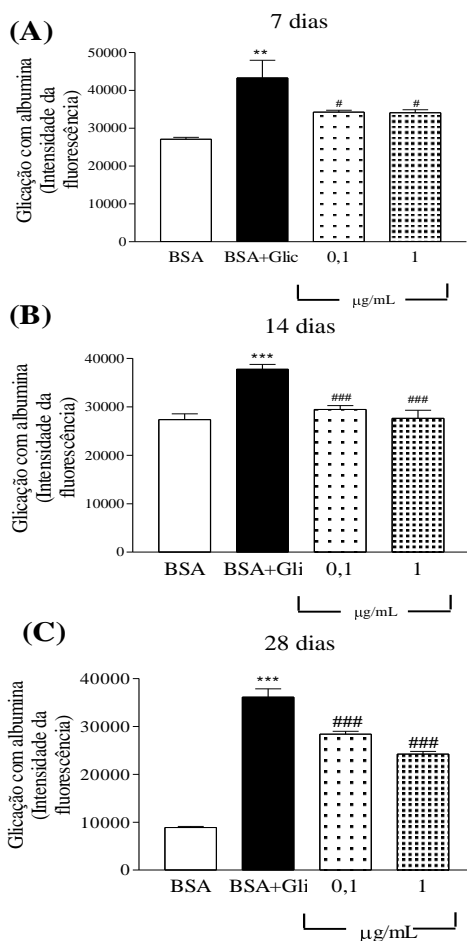 (A)
7 dias
Glicação com albumina
(Intensidade da
fluorescência)
50000
40000
30000
20000
10000
0
**
#
#
BSA BSA+Glic 0,1 1
µg/mL
(B)
14 dias
Glicação com albumina
(Intensidade da
fluorescência)
40000
30000
20000
10000
0
***
###
###
BSA BSA+Gli 0,1 1
µg/mL
(C)
28 dias
Glicação com albumina
(Intensidade da
fluorescência)
40000
30000
20000
10000
0
***
###
###
BSA BSA+Gli 0,1 1
µg/mL